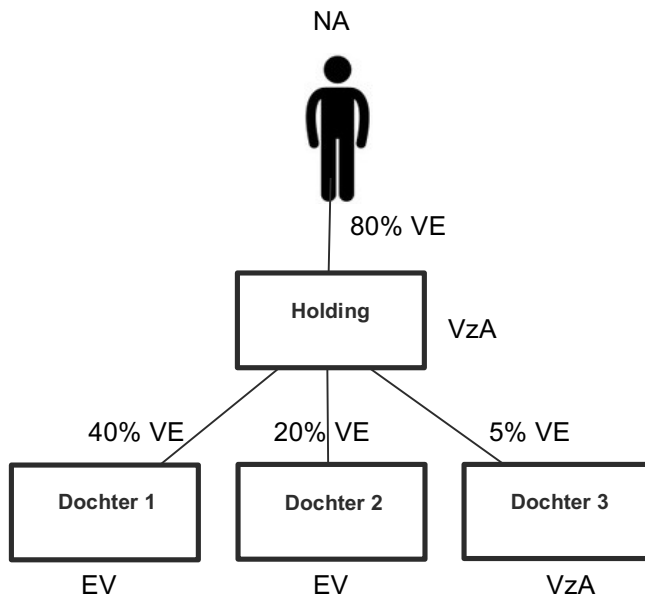 NA
80% VE
Holding
VzA
40% VE
20% VE
5% VE
Dochter 1
Dochter 2
Dochter 3
EV
EV
VzA